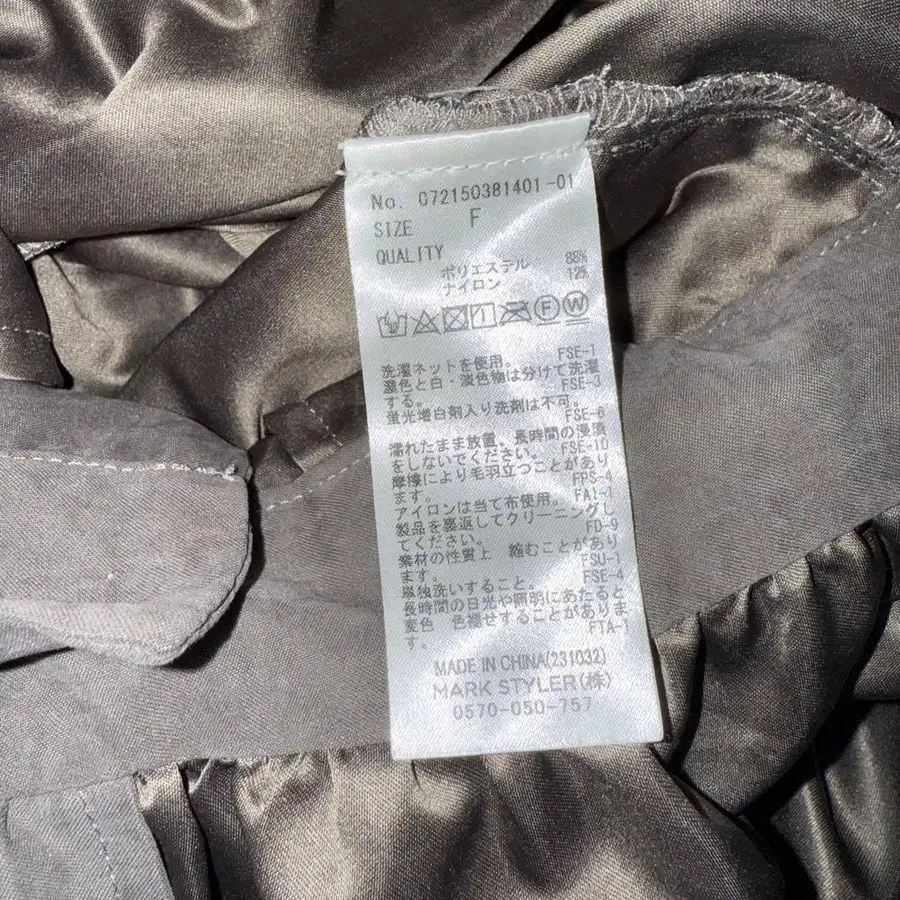 No. 072150381401-01
SIZE F
QUALITY
ポリエステル 88%
ナイロン 12%
F W
洗濯ネットを使用。 FSE-1
濃色と白・淡色物は分けて洗濯
する。 FSE-3
蛍光増白剤入り洗剤は不可。
FSE-6
濡れたまま放置、長時間の浸漬
をしないでください。 FSE-10
摩擦により毛羽立つことがあり
ます。 FPS-4
アイロンは当て布使用。 FAI-1
製品を裏返してクリーニングし
てください。 FD-9
素材の性質上 縮むことがあり
ます。 FSU-1
単独洗いすること。 FSE-4
長時間の日光や照明にあたると
変色 色褪せすることがありま
す。 FTA-1
MADE IN CHINA(231032)
MARK STYLER(株)
0570-050-757